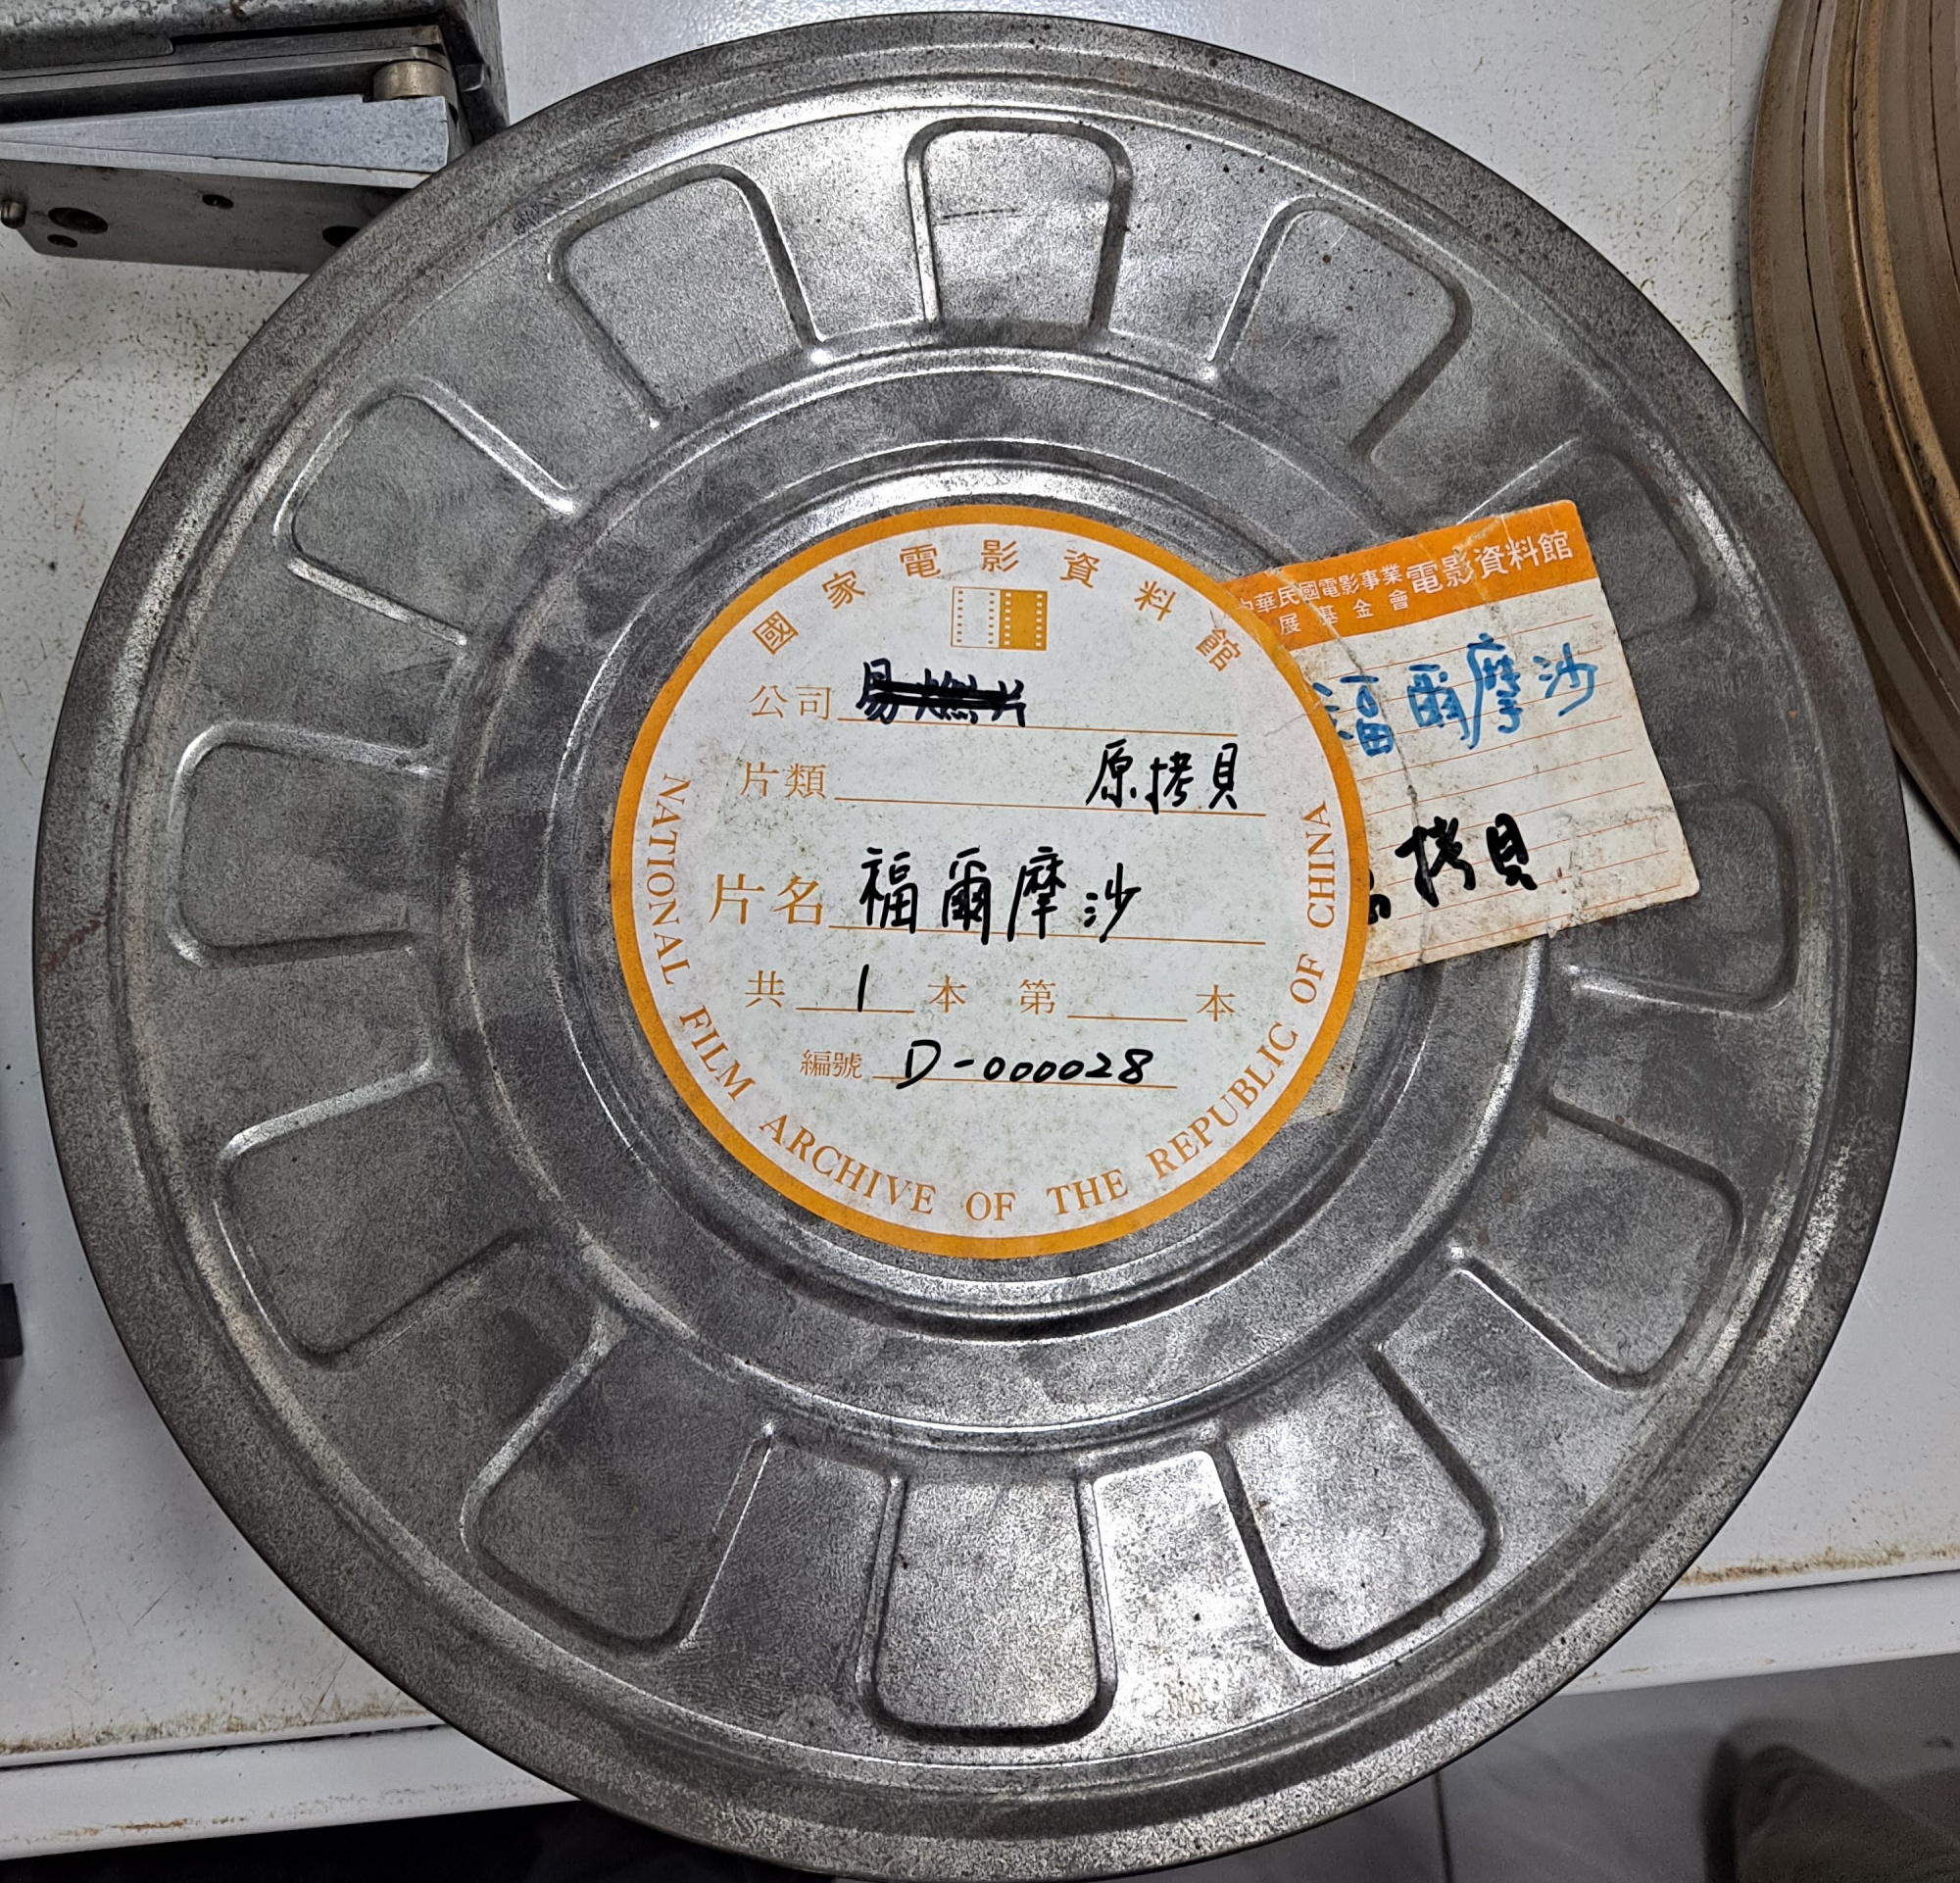 國家電影資料館
公司 易燃片
片類 原拷貝
片名 福爾摩沙
共 1 本 第 本
編號 D-000028
NATIONAL FILM ARCHIVE OF THE REPUBLIC OF CHINA
中華民國電影事業
展基金會
電影資料館
福爾摩沙
拷貝